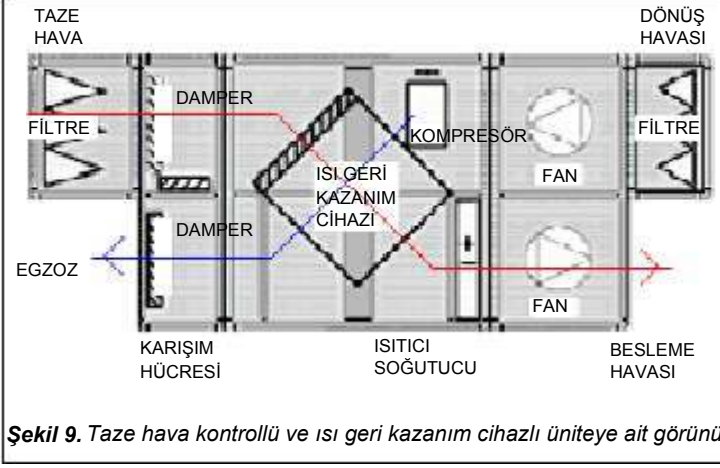 TAZE
HAVA
DÖNÜŞ
HAVASI
DAMPER
KOMPRESÖR
FİLTRE
FİLTRE
ISI GERİ
KAZANIM
CİHAZI
FAN
DAMPER
EGZOZ
FAN
KARIŞIM
HÜCRESİ
ISITICI
SOĞUTUCU
BESLEME
HAVASI
Şekil 9. Taze hava kontrollü ve ısı geri kazanım cihazlı üniteye ait görünü